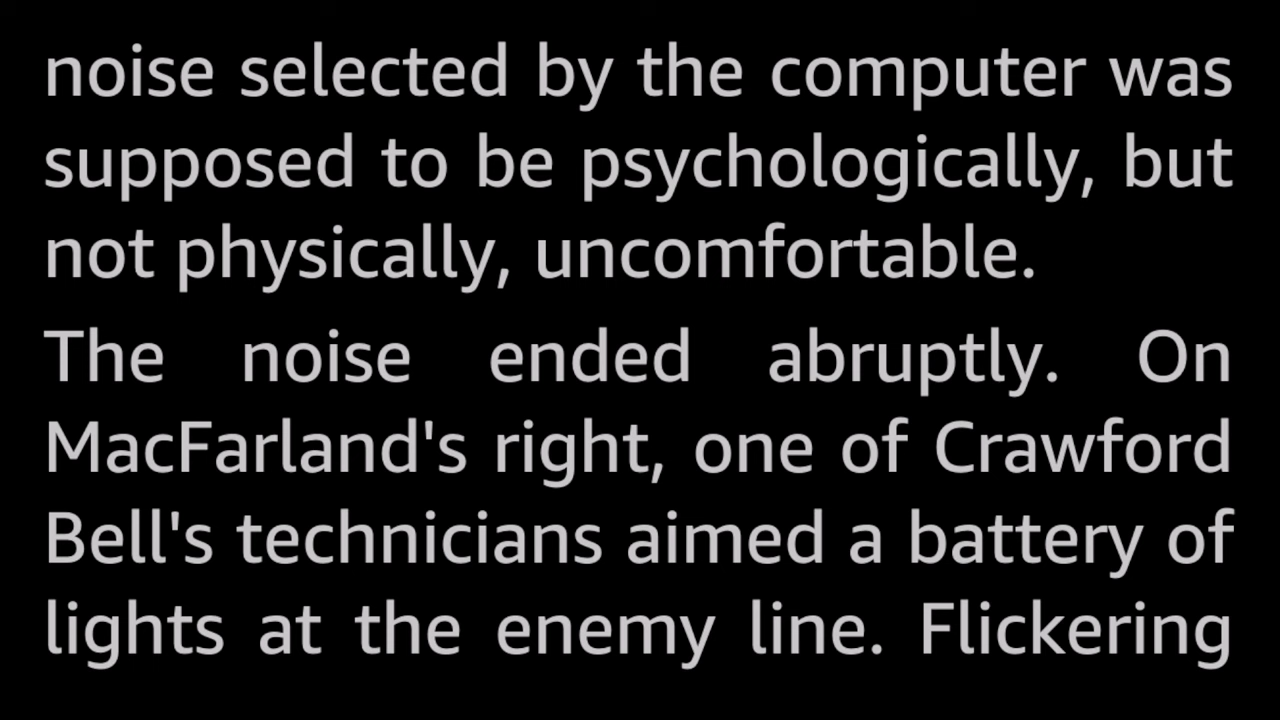 noise selected by the computer was
supposed to be psychologically, but
not physically, uncomfortable.
The noise ended abruptly. On
MacFarland's right, one of Crawford
Bell's technicians aimed a battery of
lights at the enemy line. Flickering